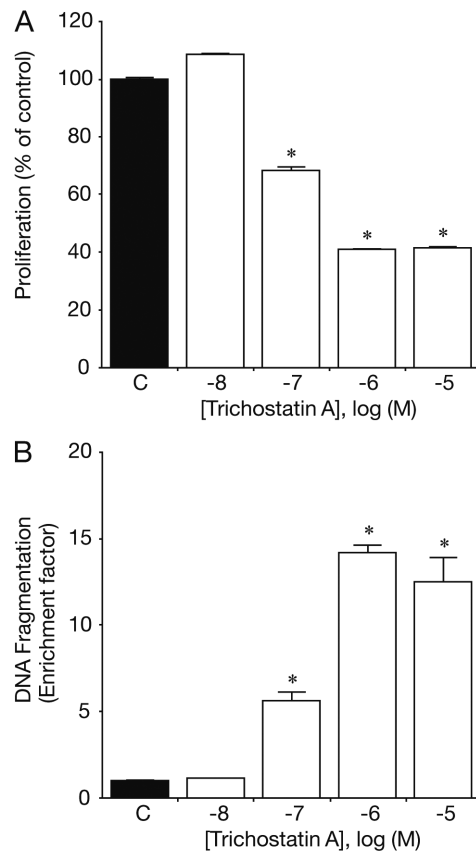 A
120
100
80
60
40
20
0
Proliferation (% of control)
*
*
*
C
-8
-7
-6
-5
[Trichostatin A], log (M)
B
20
15
10
5
0
DNA Fragmentation
(Enrichment factor)
*
*
*
C
-8
-7
-6
-5
[Trichostatin A], log (M)